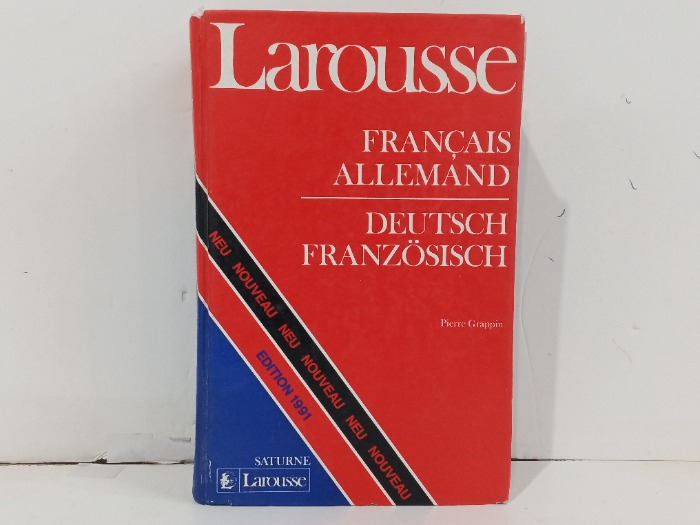 Larousse
FRANÇAIS
ALLEMAND
DEUTSCH
FRANZÖSISCH
Pierre Grappin
NEU NOUVEAU NEU NOUVEAU NEU NOUVEAU
EDITION 1991
SATURNE
Larousse